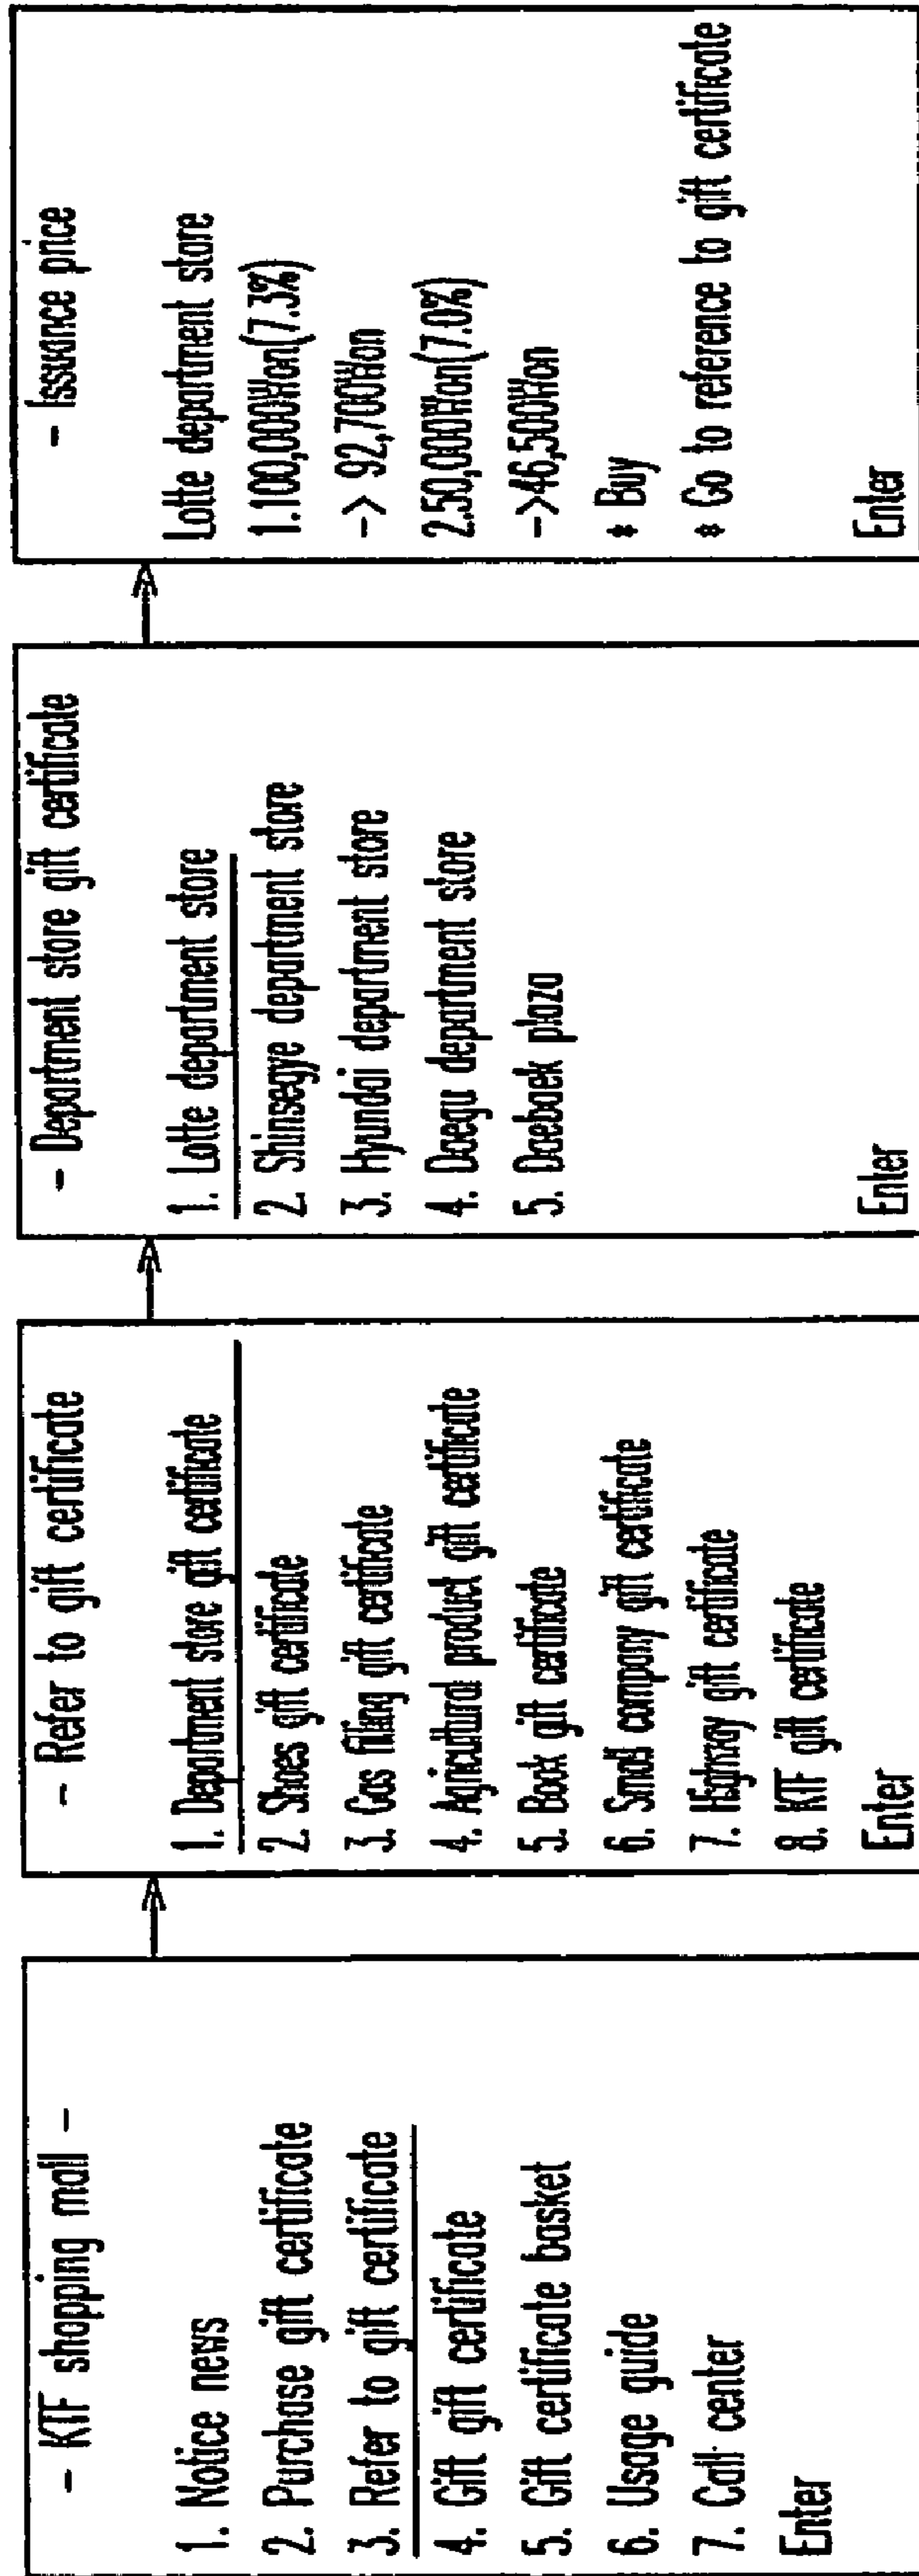 - KTF shopping mall -
1. Notice news
2. Purchase gift certificate
3. Refer to gift certificate
4. Gift gift certificate
5. Gift certificate basket
6. Usage guide
7. Call center
Enter
- Refer to gift certificate
1. Department store gift certificate
2. Shoes gift certificate
3. Gas filing gift certificate
4. Agricultural product gift certificate
5. Book gift certificate
6. Small company gift certificate
7. Highway gift certificate
8. KTF gift certificate
Enter
- Department store gift certificate
1. Lotte department store
2. Shinsegye department store
3. Hyundai department store
4. Daegu department store
5. Daebaek plaza
Enter
- Issuance price
Lotte department store
1.100,000Won(7.3%)
-> 92,700Won
2.50,000Won(7.0%)
->46,500Won
* Buy
* Go to reference to gift certificate
Enter